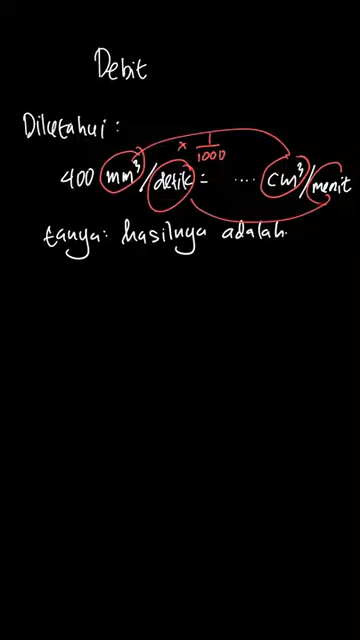 Debit
Diketahui :
× 1/1000
400 mm³/detik = .... cm³/menit
tanya: hasilnya adalah.